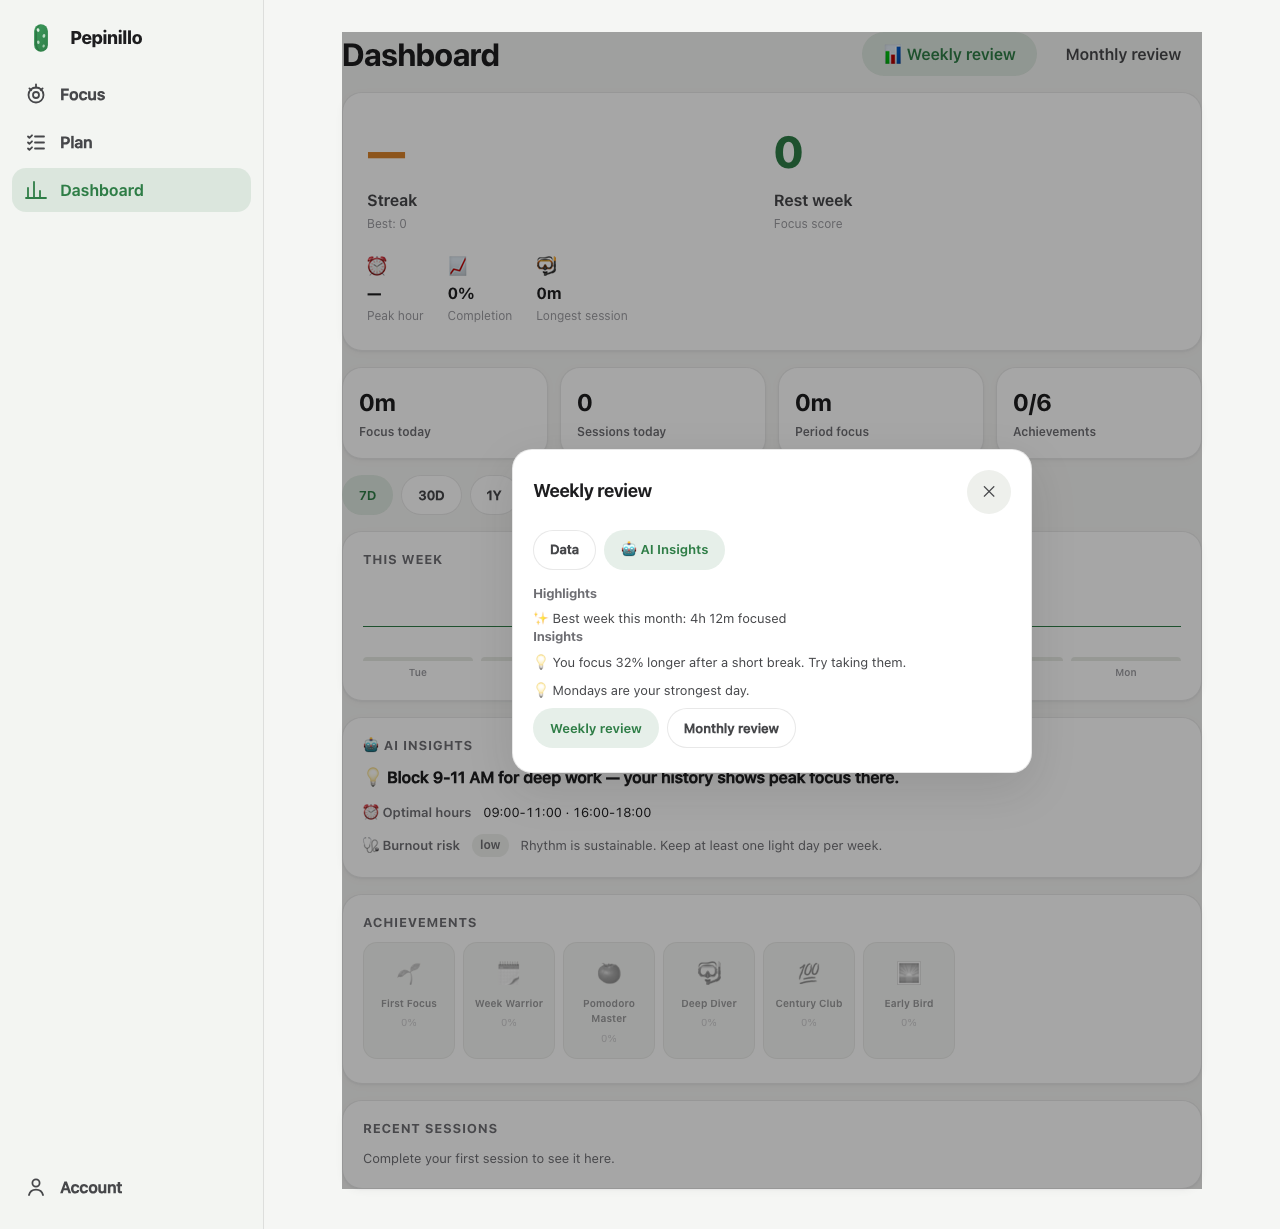 Pepinillo
Focus
Plan
Dashboard
Account
Dashboard
Weekly review
Monthly review
—
Streak
Best: 0
0
Rest week
Focus score
—
Peak hour
0%
Completion
0m
Longest session
0m
Focus today
0
Sessions today
0m
Period focus
0/6
Achievements
7D
30D
1Y
THIS WEEK
Tue
Mon
Weekly review
Data
AI Insights
Highlights
✨ Best week this month: 4h 12m focused
Insights
💡 You focus 32% longer after a short break. Try taking them.
💡 Mondays are your strongest day.
Weekly review
Monthly review
AI INSIGHTS
💡 Block 9-11 AM for deep work — your history shows peak focus there.
Optimal hours 09:00-11:00 · 16:00-18:00
Burnout risk low Rhythm is sustainable. Keep at least one light day per week.
ACHIEVEMENTS
First Focus
0%
Week Warrior
0%
Pomodoro
Master
0%
Deep Diver
0%
Century Club
0%
Early Bird
0%
RECENT SESSIONS
Complete your first session to see it here.